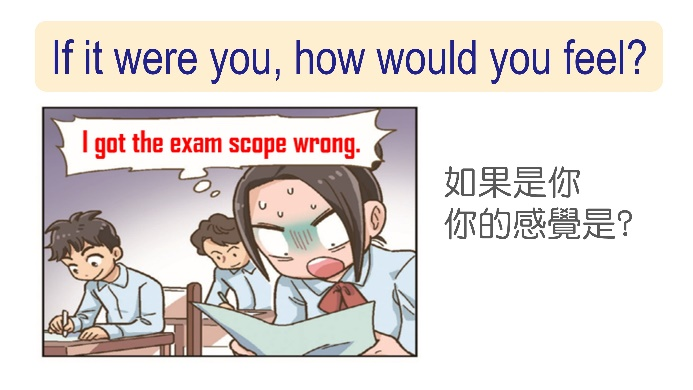 If it were you, how would you feel?
I got the exam scope wrong.
如果是你
你的感覺是?